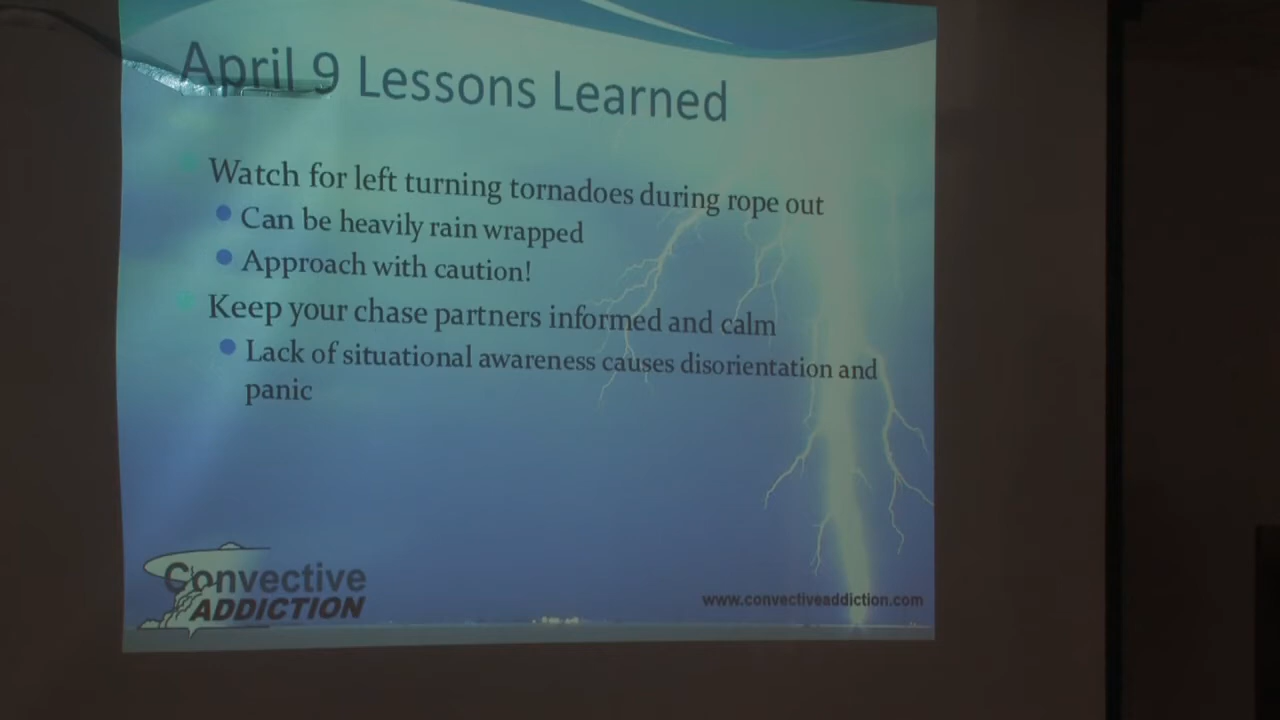 April 9 Lessons Learned
Watch for left turning tornadoes during rope out
Can be heavily rain wrapped
Approach with caution!
Keep your chase partners informed and calm
Lack of situational awareness causes disorientation and
panic
Convective
ADDICTION
www.convectiveaddiction.com